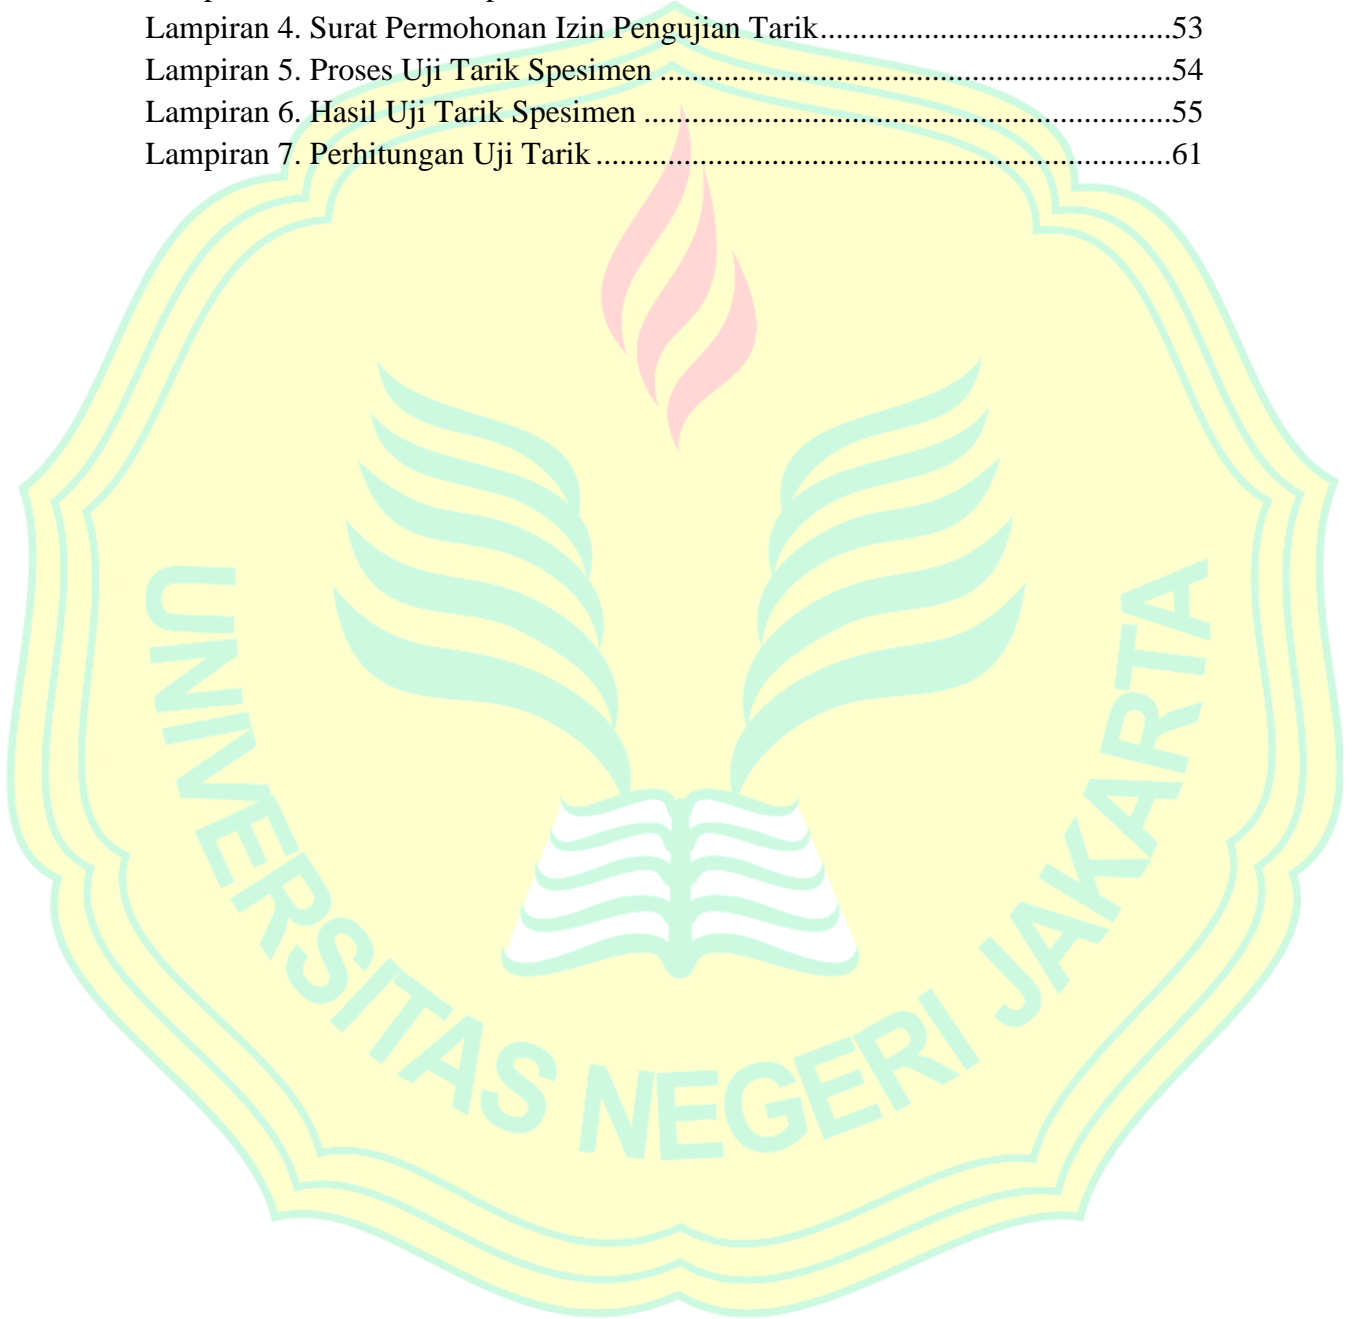 Lampiran 4. Surat Permohonan Izin Pengujian Tarik............................................53
Lampiran 5. Proses Uji Tarik Spesimen ................................................................54
Lampiran 6. Hasil Uji Tarik Spesimen ..................................................................55
Lampiran 7. Perhitungan Uji Tarik ........................................................................61
UNIVERSITAS NEGERI JAKARTA